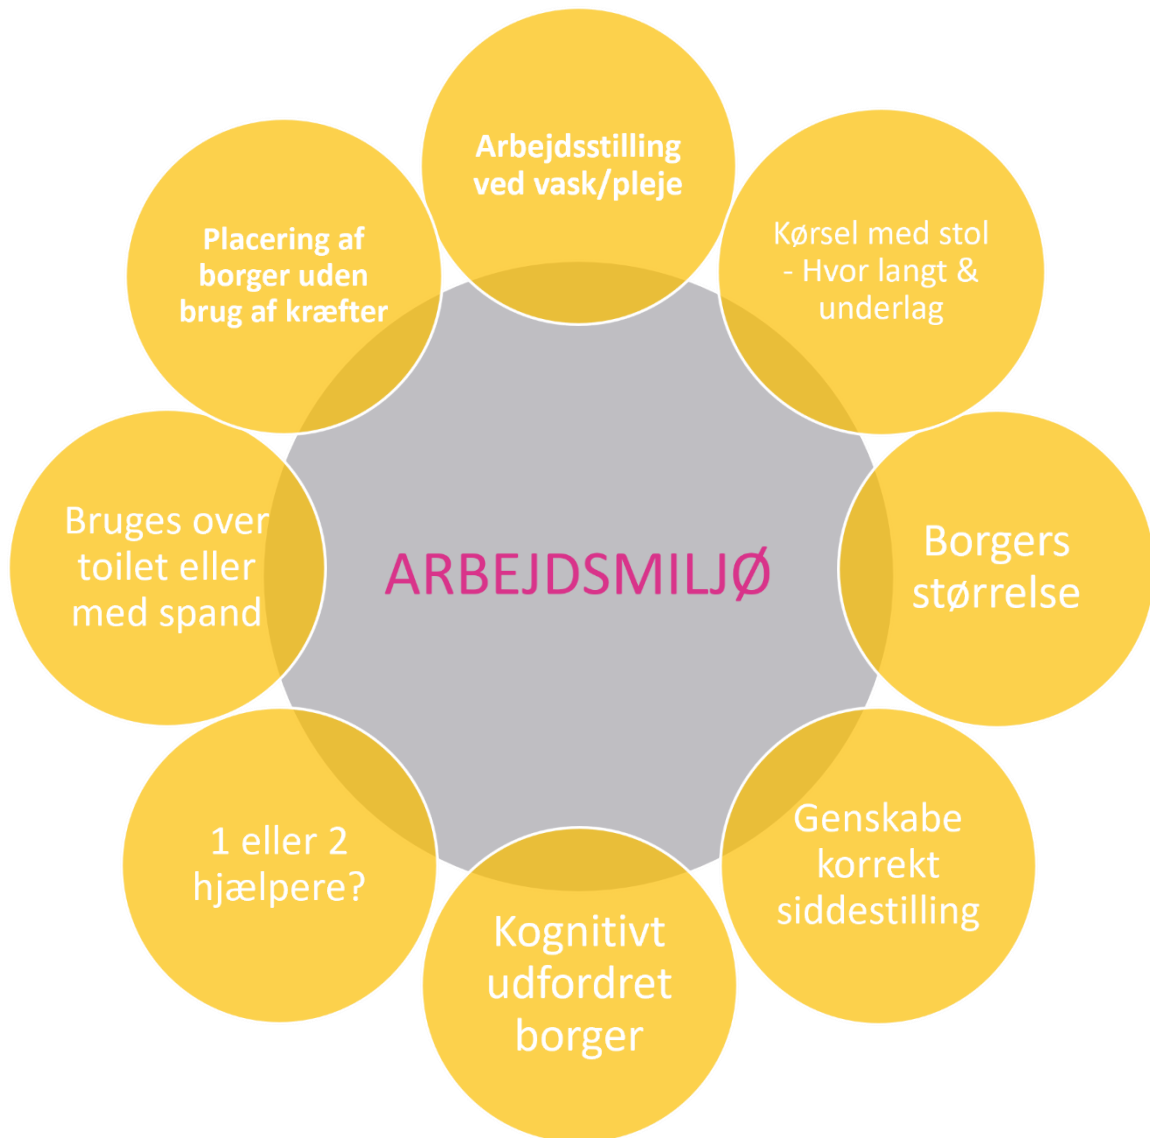 Arbejdsstilling
ved vask/pleje
Kørsel med stol
- Hvor langt &
underlag
Borgers
størrelse
Genskabe
korrekt
siddestilling
Kognitivt
udfordret
borger
1 eller 2
hjælpere?
Bruges over
toilet eller
med spand
Placering af
borger uden
brug af kræfter
ARBEJDSMILJØ